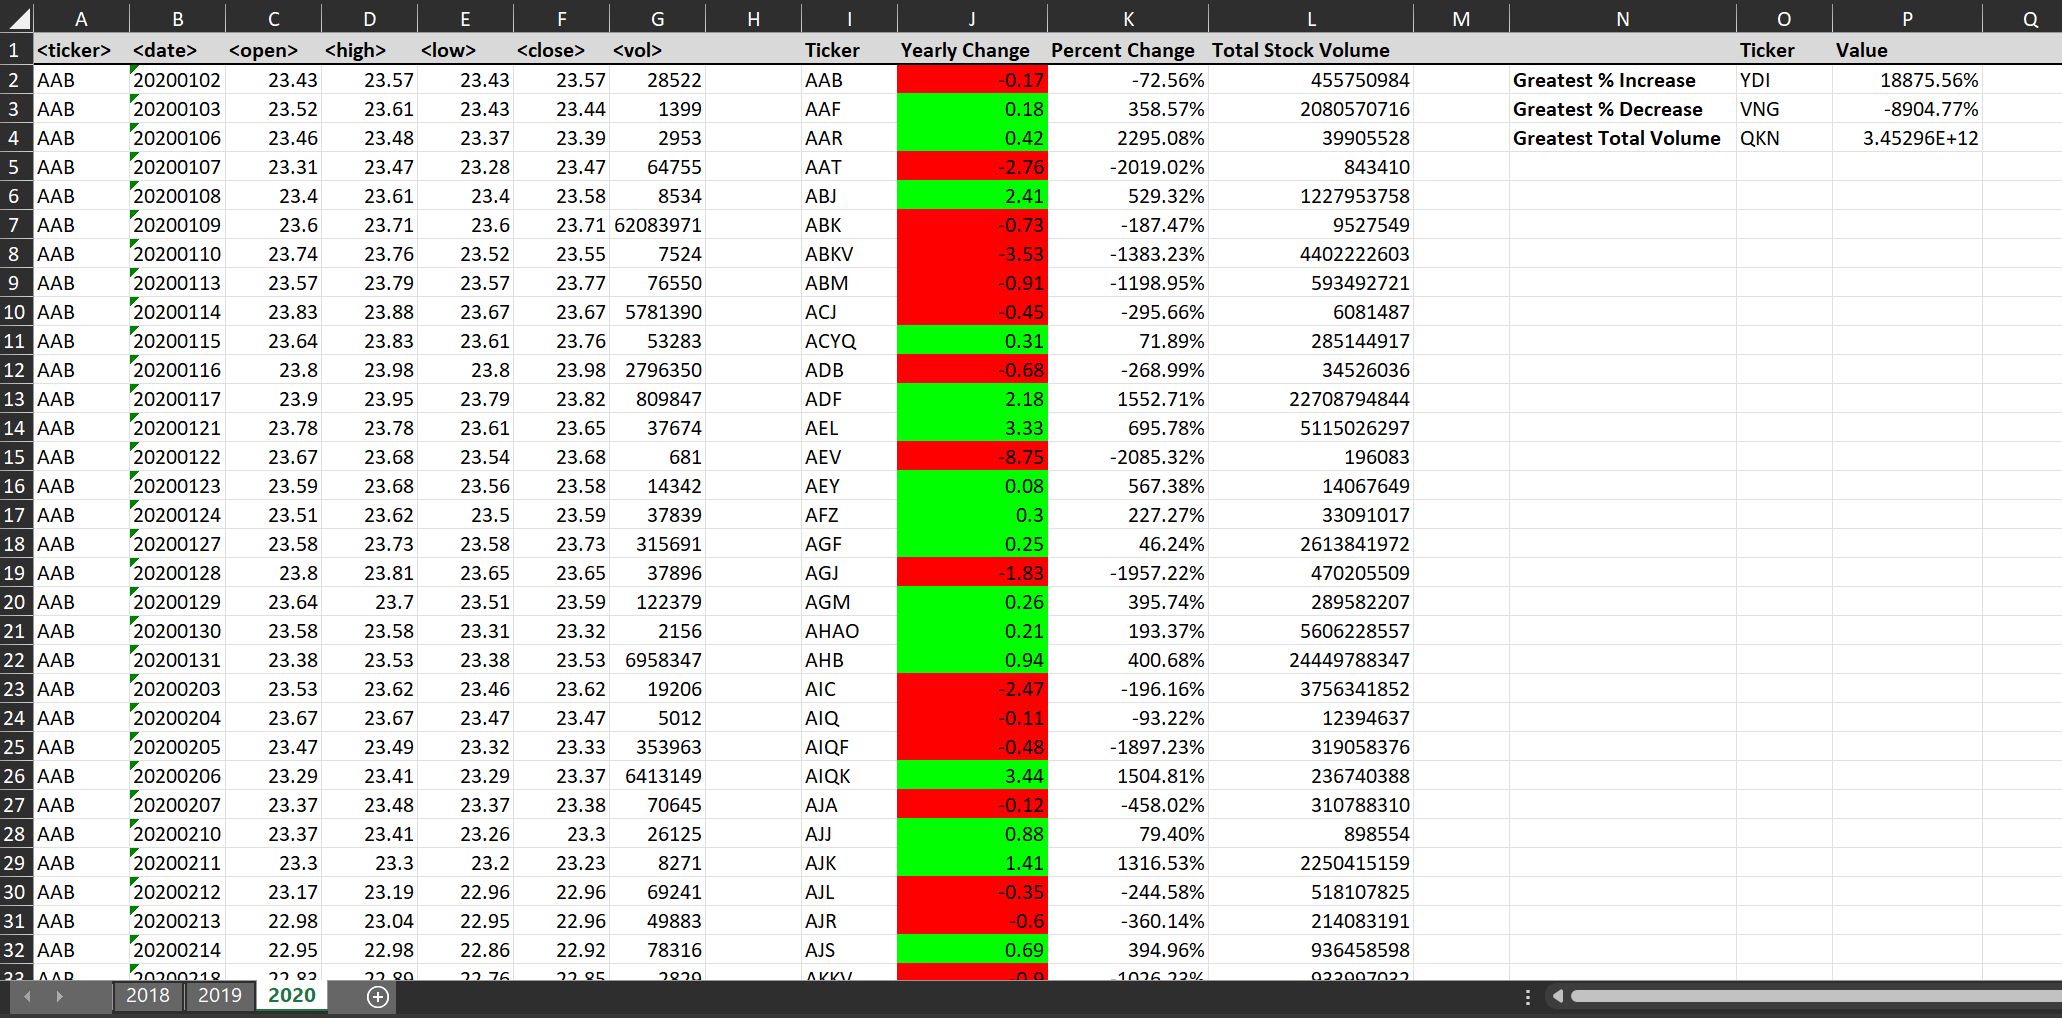 A B C D E F G H I J K L M N O P Q
1 <ticker> <date> <open> <high> <low> <close> <vol> Ticker Yearly Change Percent Change Total Stock Volume Ticker Value
2 AAB 20200102 23.43 23.57 23.43 23.57 28522 AAB -0.17 -72.56% 455750984 Greatest % Increase YDI 18875.56%
3 AAB 20200103 23.52 23.61 23.43 23.44 1399 AAF 0.18 358.57% 2080570716 Greatest % Decrease VNG -8904.77%
4 AAB 20200106 23.46 23.48 23.37 23.39 2953 AAR 0.42 2295.08% 39905528 Greatest Total Volume QKN 3.45296E+12
5 AAB 20200107 23.31 23.47 23.28 23.47 64755 AAT -2.76 -2019.02% 843410
6 AAB 20200108 23.4 23.61 23.4 23.58 8534 ABJ 2.41 529.32% 1227953758
7 AAB 20200109 23.6 23.71 23.6 23.71 62083971 ABK -0.73 -187.47% 9527549
8 AAB 20200110 23.74 23.76 23.52 23.55 7524 ABKV -3.53 -1383.23% 4402222603
9 AAB 20200113 23.57 23.79 23.57 23.77 76550 ABM -0.91 -1198.95% 593492721
10 AAB 20200114 23.83 23.88 23.67 23.67 5781390 ACJ -0.45 -295.66% 6081487
11 AAB 20200115 23.64 23.83 23.61 23.76 53283 ACYQ 0.31 71.89% 285144917
12 AAB 20200116 23.8 23.98 23.8 23.98 2796350 ADB -0.68 -268.99% 34526036
13 AAB 20200117 23.9 23.95 23.79 23.82 809847 ADF 2.18 1552.71% 22708794844
14 AAB 20200121 23.78 23.78 23.61 23.65 37674 AEL 3.33 695.78% 5115026297
15 AAB 20200122 23.67 23.68 23.54 23.68 681 AEV -8.75 -2085.32% 196083
16 AAB 20200123 23.59 23.68 23.56 23.58 14342 AEY 0.08 567.38% 14067649
17 AAB 20200124 23.51 23.62 23.5 23.59 37839 AFZ 0.3 227.27% 33091017
18 AAB 20200127 23.58 23.73 23.58 23.73 315691 AGF 0.25 46.24% 2613841972
19 AAB 20200128 23.8 23.81 23.65 23.65 37896 AGJ -1.83 -1957.22% 470205509
20 AAB 20200129 23.64 23.7 23.51 23.59 122379 AGM 0.26 395.74% 289582207
21 AAB 20200130 23.58 23.58 23.31 23.32 2156 AHAO 0.21 193.37% 5606228557
22 AAB 20200131 23.38 23.53 23.38 23.53 6958347 AHB 0.94 400.68% 24449788347
23 AAB 20200203 23.53 23.62 23.46 23.62 19206 AIC -2.47 -196.16% 3756341852
24 AAB 20200204 23.67 23.67 23.47 23.47 5012 AIQ -0.11 -93.22% 12394637
25 AAB 20200205 23.47 23.49 23.32 23.33 353963 AIQF -0.48 -1897.23% 319058376
26 AAB 20200206 23.29 23.41 23.29 23.37 6413149 AIQK 3.44 1504.81% 236740388
27 AAB 20200207 23.37 23.48 23.37 23.38 70645 AJA -0.12 -458.02% 310788310
28 AAB 20200210 23.37 23.41 23.26 23.3 26125 AJJ 0.88 79.40% 898554
29 AAB 20200211 23.3 23.3 23.2 23.23 8271 AJK 1.41 1316.53% 2250415159
30 AAB 20200212 23.17 23.19 22.96 22.96 69241 AJL -0.35 -244.58% 518107825
31 AAB 20200213 22.98 23.04 22.95 22.96 49883 AJR -0.6 -360.14% 214083191
32 AAB 20200214 22.95 22.98 22.86 22.92 78316 AJS 0.69 394.96% 936458598
33 AAB 20200218 22.83 22.89 22.76 22.85 2829 AKKV -0.9 -1026.23% 933997032
2018 2019 2020